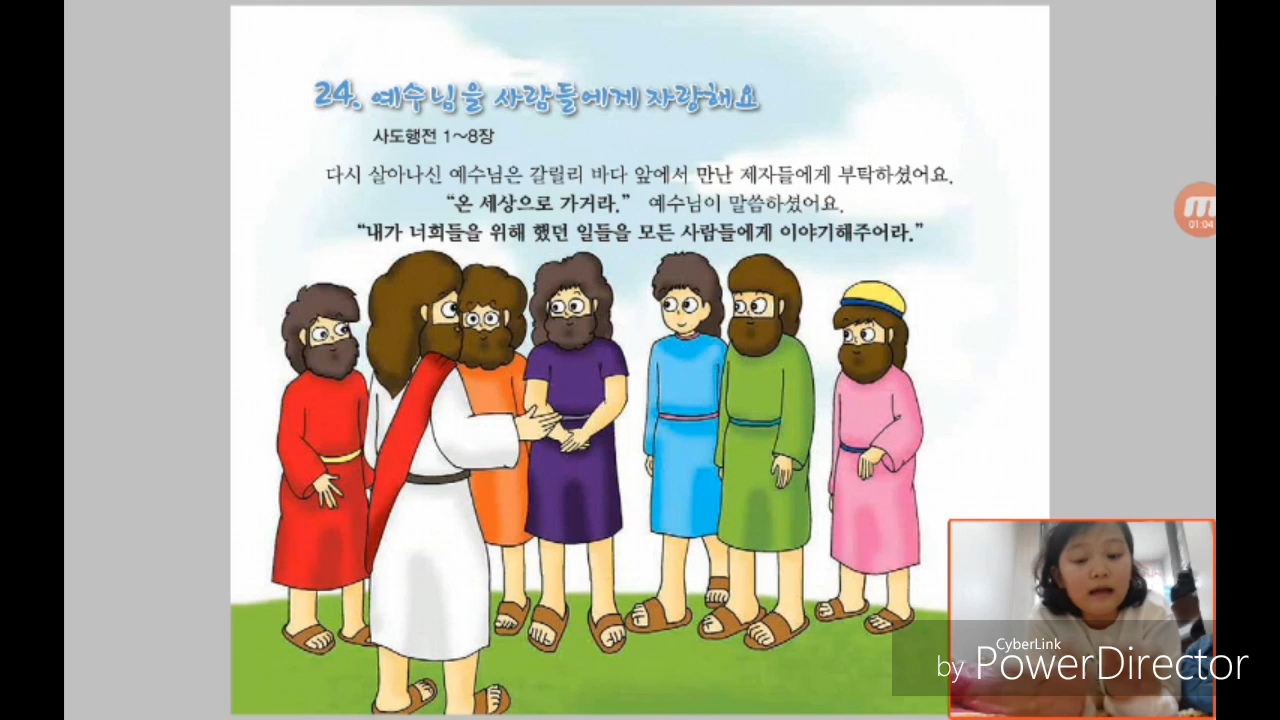 24. 예수님을 사람들에게 자랑해요
사도행전 1~8장
다시 살아나신 예수님은 갈릴리 바다 앞에서 만난 제자들에게 부탁하셨어요.
“온 세상으로 가거라.” 예수님이 말씀하셨어요.
“내가 너희들을 위해 했던 일들을 모든 사람들에게 이야기해주어라.”
01:04
CyberLink
by PowerDirector